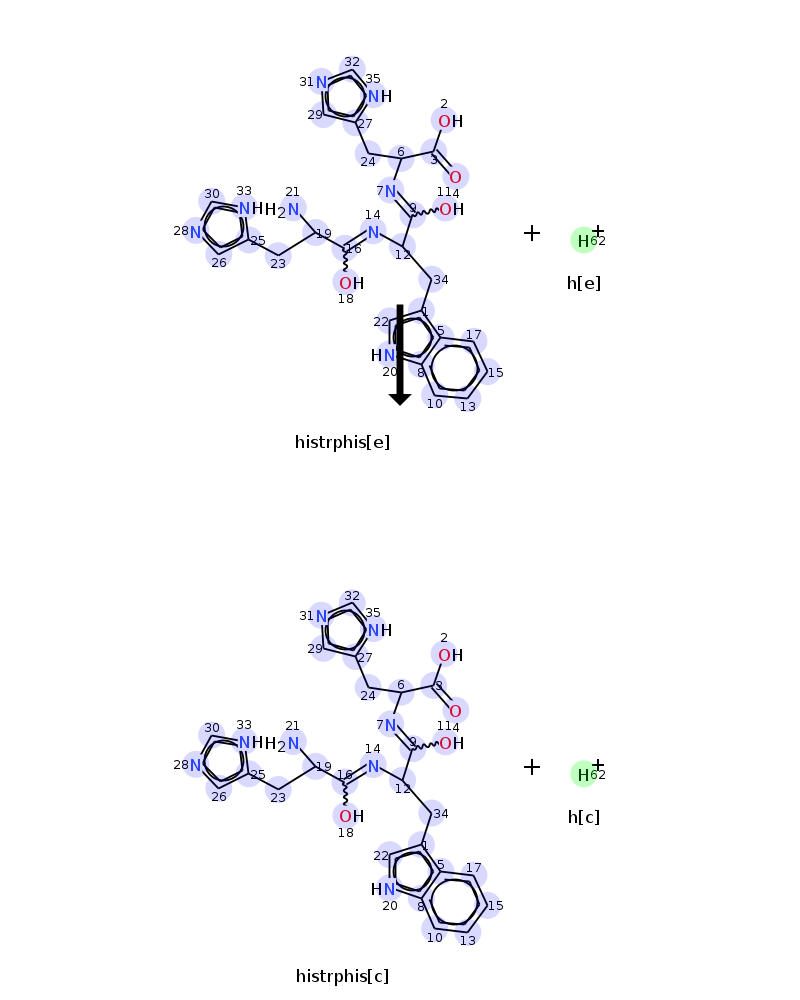 32
31 N 35
NH
2
29 27 OH
6
24 3
O
7 N 11 4
30 33 21 9 OH
NH H2N 14
28 N N
19
25 16 12
26 23
OH 34
18
1
22 5 17
HN
20 8 15
10 13
+ H+ 62
h[e]
histrphis[e]
32
31 N 35
NH
2
29 27 OH
6
24 3
O
7 N 11 4
30 33 21 9 OH
NH H2N 14
28 N N
19
25 16 12
26 23
OH 34
18
1
22 5 17
HN
20 8 15
10 13
+ H+ 62
h[c]
histrphis[c]